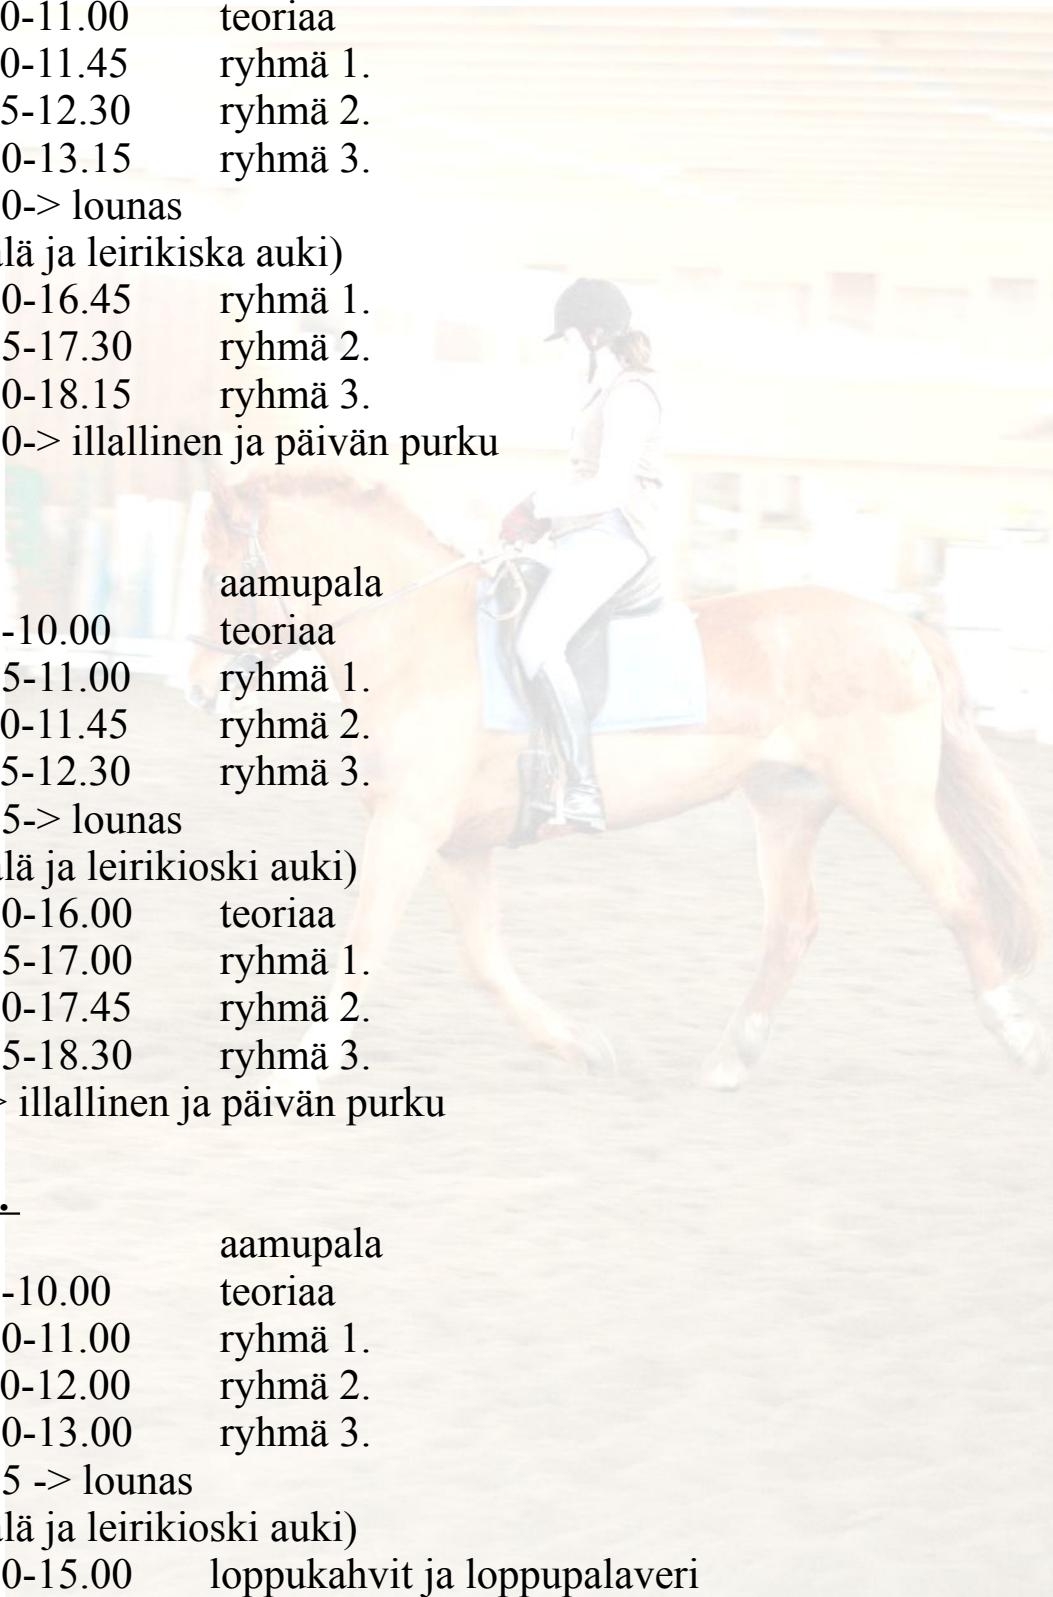 0-11.00 teoriaa
0-11.45 ryhmä 1.
5-12.30 ryhmä 2.
0-13.15 ryhmä 3.
0-> lounas
lä ja leirikiska auki)
0-16.45 ryhmä 1.
5-17.30 ryhmä 2.
0-18.15 ryhmä 3.
0-> illallinen ja päivän purku
aamupala
-10.00 teoriaa
5-11.00 ryhmä 1.
0-11.45 ryhmä 2.
5-12.30 ryhmä 3.
5-> lounas
lä ja leirikioski auki)
0-16.00 teoriaa
5-17.00 ryhmä 1.
0-17.45 ryhmä 2.
5-18.30 ryhmä 3.
> illallinen ja päivän purku
.
aamupala
-10.00 teoriaa
0-11.00 ryhmä 1.
0-12.00 ryhmä 2.
0-13.00 ryhmä 3.
5 -> lounas
lä ja leirikioski auki)
0-15.00 loppukahvit ja loppupalaveri